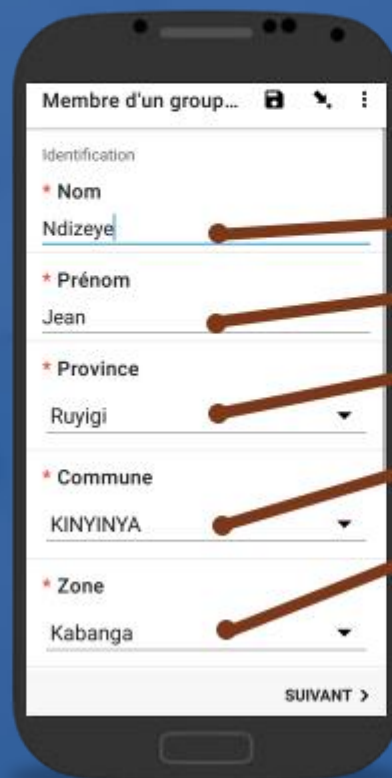 Membre d'un group...
Identification
* Nom
Ndizeye
* Prénom
Jean
* Province
Ruyigi
* Commune
KINYINYA
* Zone
Kabanga
SUIVANT >